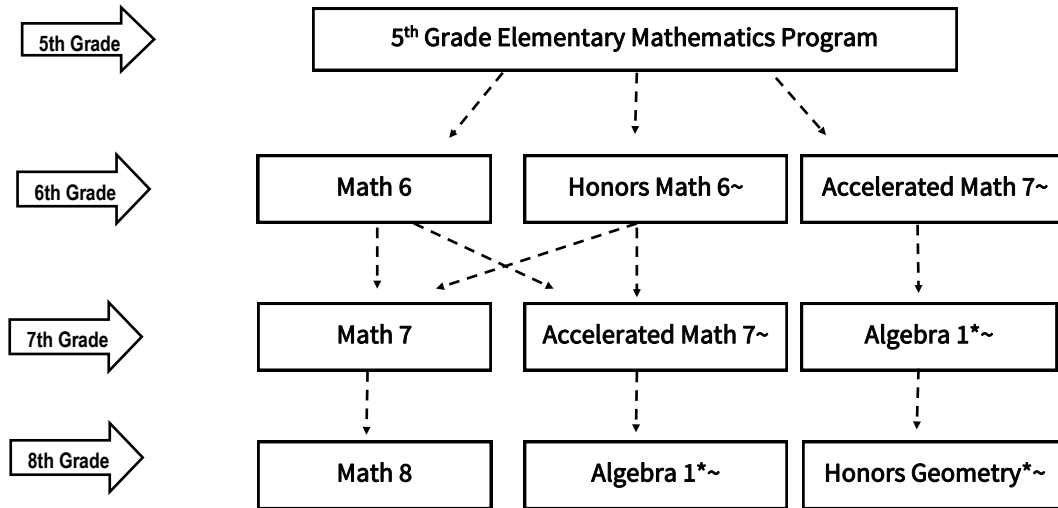 5th Grade
5th Grade Elementary Mathematics Program
6th Grade
Math 6
Honors Math 6~
Accelerated Math 7~
7th Grade
Math 7
Accelerated Math 7~
Algebra 1*~
8th Grade
Math 8
Algebra 1*~
Honors Geometry*~